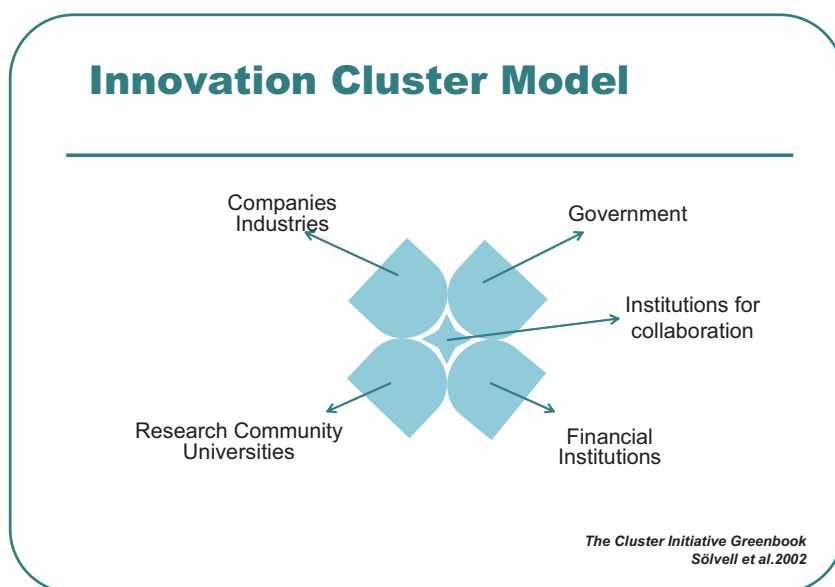 Innovation Cluster Model
Companies
Industries
Government
Institutions for
collaboration
Research Community
Universities
Financial
Institutions
The Cluster Initiative Greenbook
Sölvell et al.2002